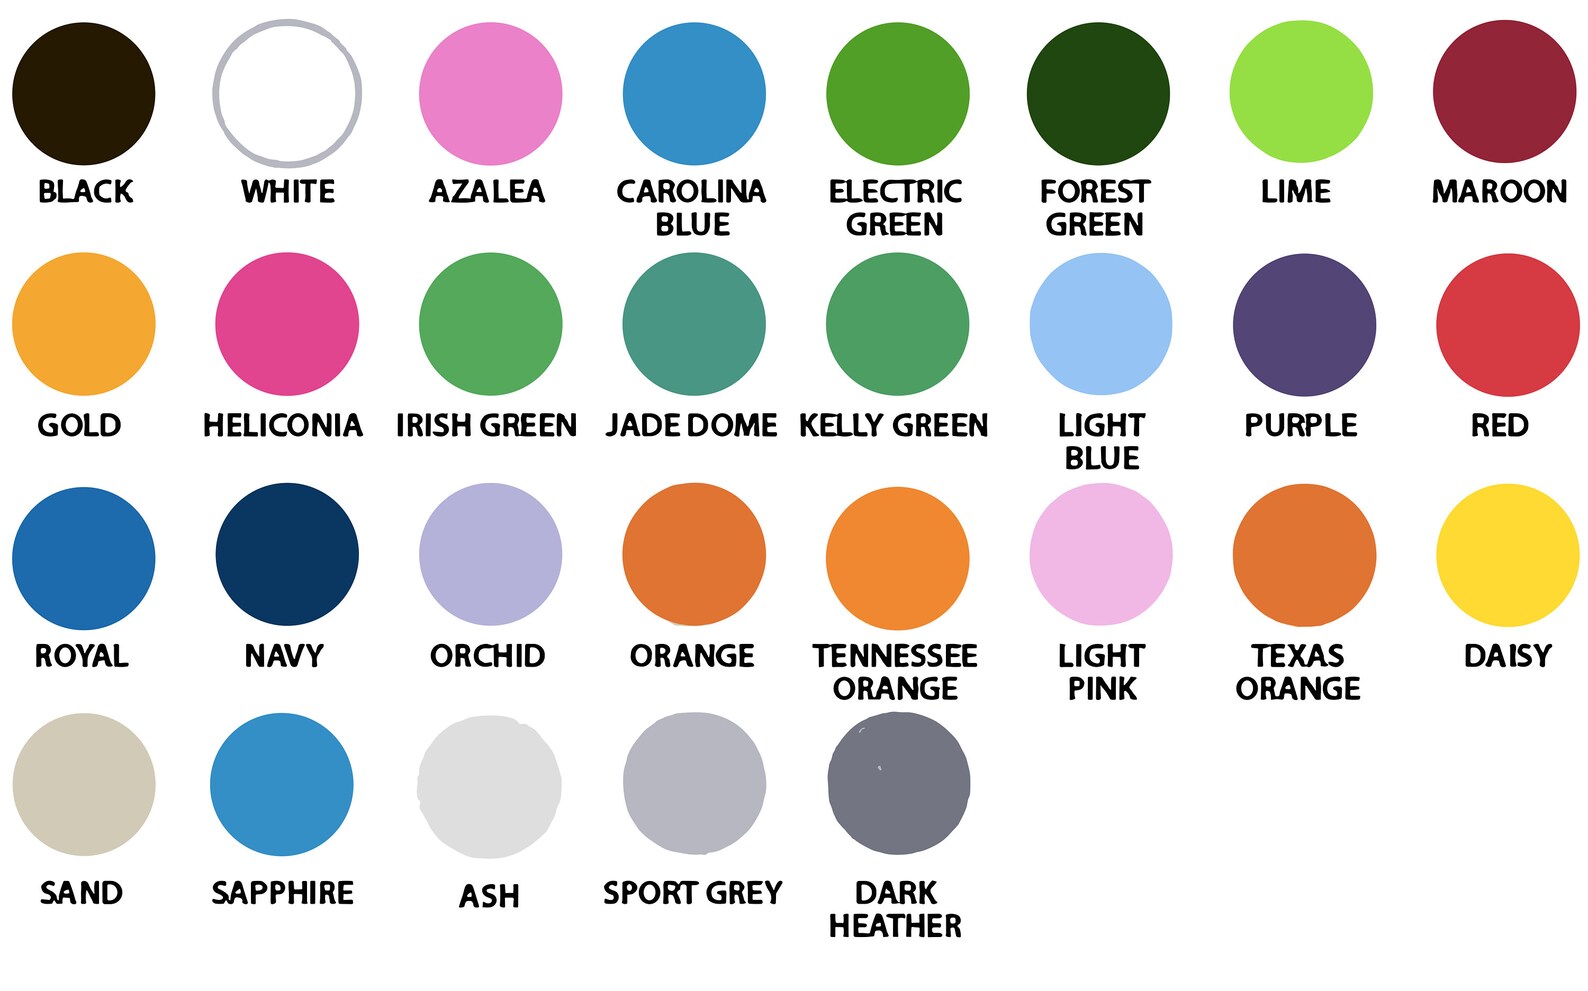 BLACK
WHITE
AZALEA
CAROLINA
BLUE
ELECTRIC
GREEN
FOREST
GREEN
LIME
MAROON
GOLD
HELICONIA
IRISH GREEN
JADE DOME
KELLY GREEN
LIGHT
BLUE
PURPLE
RED
ROYAL
NAVY
ORCHID
ORANGE
TENNESSEE
ORANGE
LIGHT
PINK
TEXAS
ORANGE
DAISY
SAND
SAPPHIRE
ASH
SPORT GREY
DARK
HEATHER